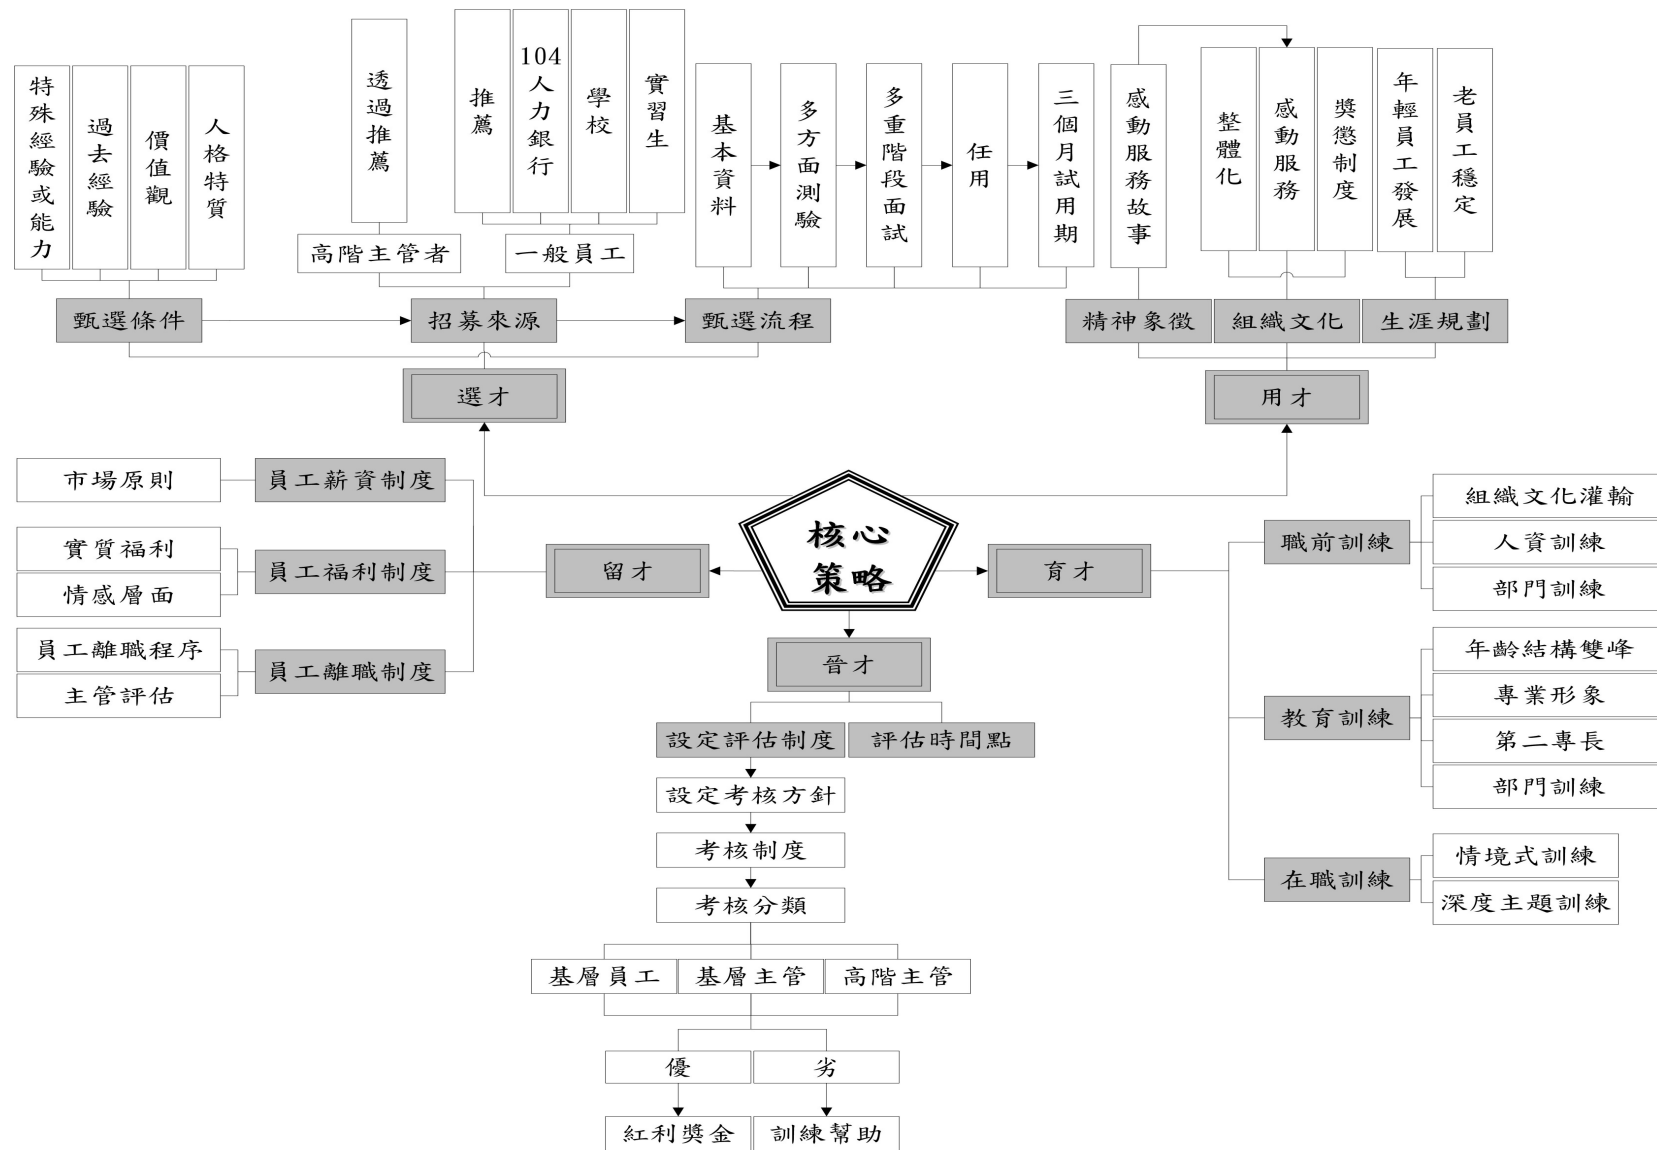 特殊經驗或能力
過去經驗
價值觀
人格特質
甄選條件
透過推薦
高階主管者
推薦
104人力銀行
學校
實習生
一般員工
招募來源
基本資料
多方面測驗
多重階段面試
任用
三個月試用期
甄選流程
選才
感動服務故事
精神象徵
整體化
感動服務
獎懲制度
組織文化
年輕員工發展
老員工穩定
生涯規劃
用才
核心
策略
市場原則
員工薪資制度
實質福利
情感層面
員工福利制度
員工離職程序
主管評估
員工離職制度
留才
育才
職前訓練
組織文化灌輸
人資訓練
部門訓練
教育訓練
年齡結構雙峰
專業形象
第二專長
部門訓練
在職訓練
情境式訓練
深度主題訓練
晉才
設定評估制度
評估時間點
設定考核方針
考核制度
考核分類
基層員工
基層主管
高階主管
優
劣
紅利獎金
訓練幫助